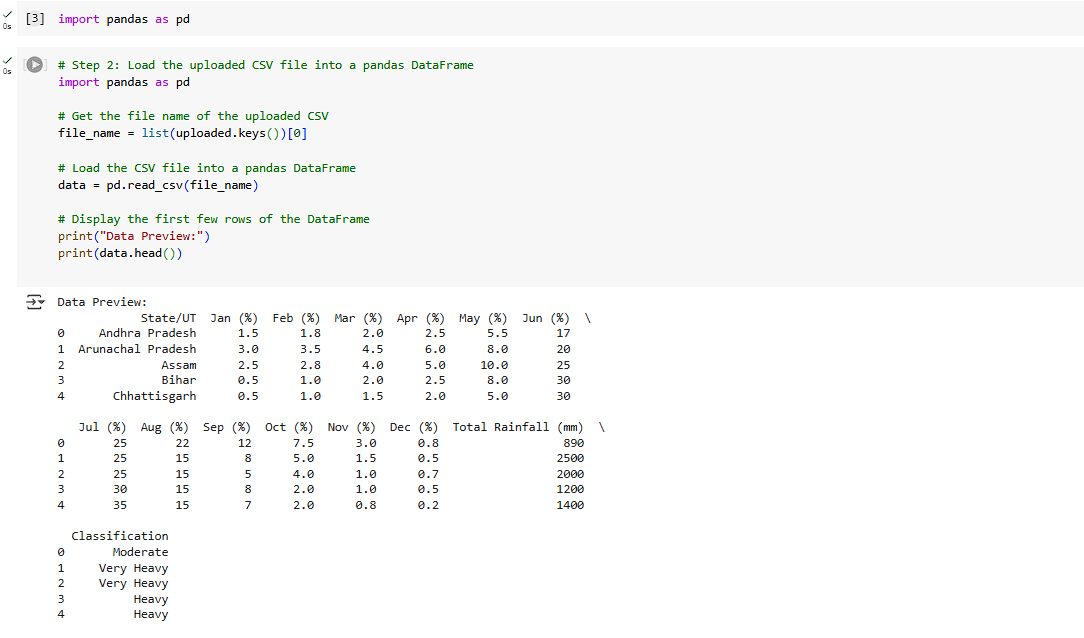 [3] import pandas as pd
0s
# Step 2: Load the uploaded CSV file into a pandas DataFrame
0s
import pandas as pd
# Get the file name of the uploaded CSV
file_name = list(uploaded.keys())[0]
# Load the CSV file into a pandas DataFrame
data = pd.read_csv(file_name)
# Display the first few rows of the DataFrame
print("Data Preview:")
print(data.head())
Data Preview:
State/UT Jan (%) Feb (%) Mar (%) Apr (%) May (%) Jun (%) \
0 Andhra Pradesh 1.5 1.8 2.0 2.5 5.5 17
1 Arunachal Pradesh 3.0 3.5 4.5 6.0 8.0 20
2 Assam 2.5 2.8 4.0 5.0 10.0 25
3 Bihar 0.5 1.0 2.0 2.5 8.0 30
4 Chhattisgarh 0.5 1.0 1.5 2.0 5.0 30
Jul (%) Aug (%) Sep (%) Oct (%) Nov (%) Dec (%) Total Rainfall (mm) \
0 25 22 12 7.5 3.0 0.8 890
1 25 15 8 5.0 1.5 0.5 2500
2 25 15 5 4.0 1.0 0.7 2000
3 30 15 8 2.0 1.0 0.5 1200
4 35 15 7 2.0 0.8 0.2 1400
Classification
0 Moderate
1 Very Heavy
2 Very Heavy
3 Heavy
4 Heavy